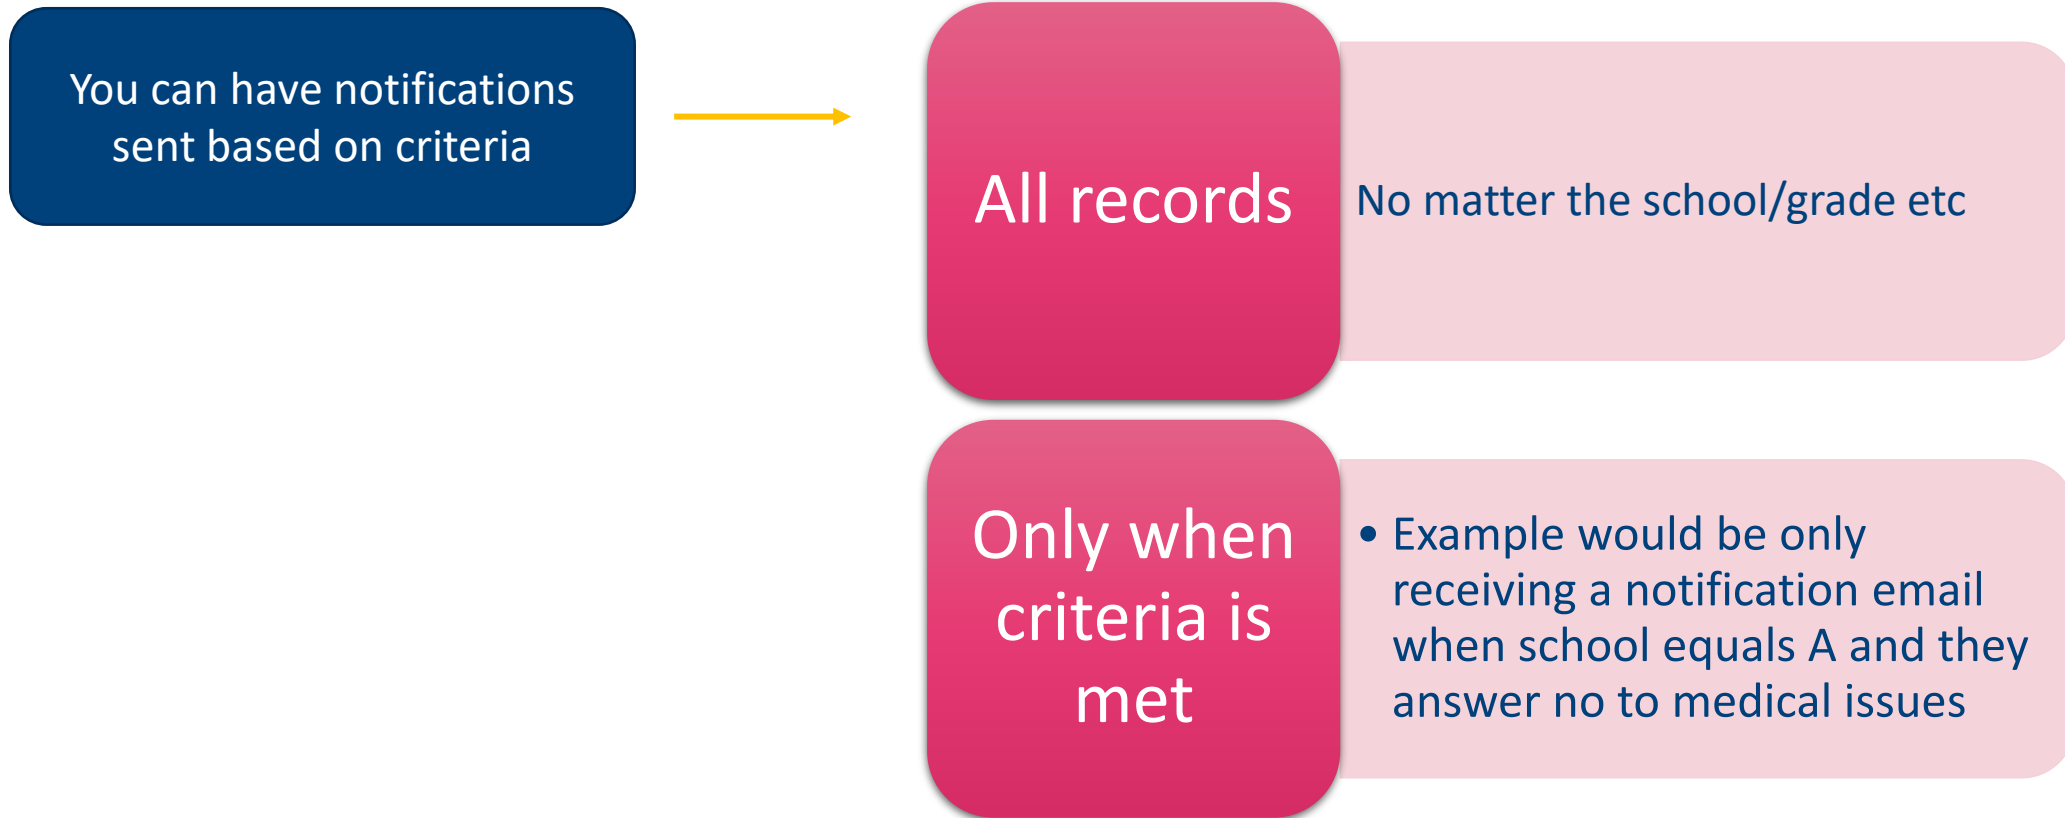 You can have notifications
sent based on criteria
All records
No matter the school/grade etc
Only when
criteria is
met
• Example would be only
receiving a notification email
when school equals A and they
answer no to medical issues